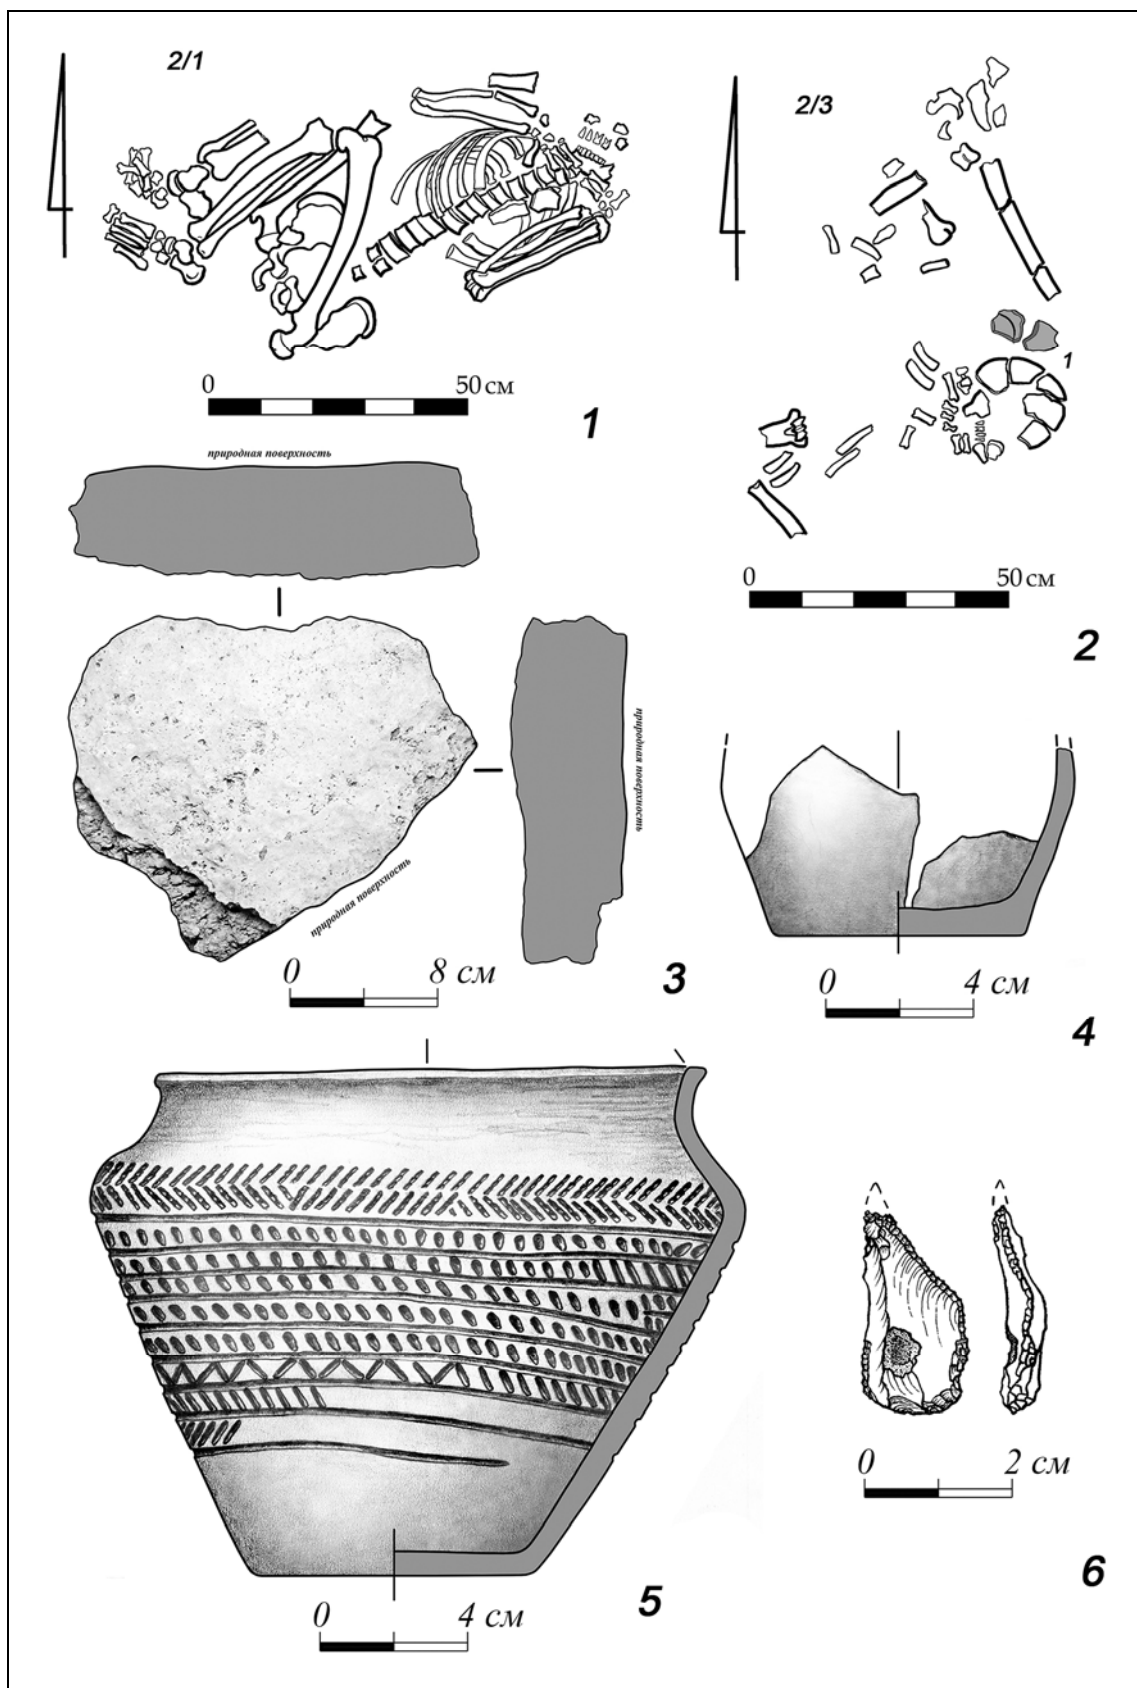 2/1
2/3
1
0 50 см
1
природная поверхность
0 50 см
2
природная поверхность
природная поверхность
0 8 см
3
0 4 см
4
0 2 см
6
0 4 см
5